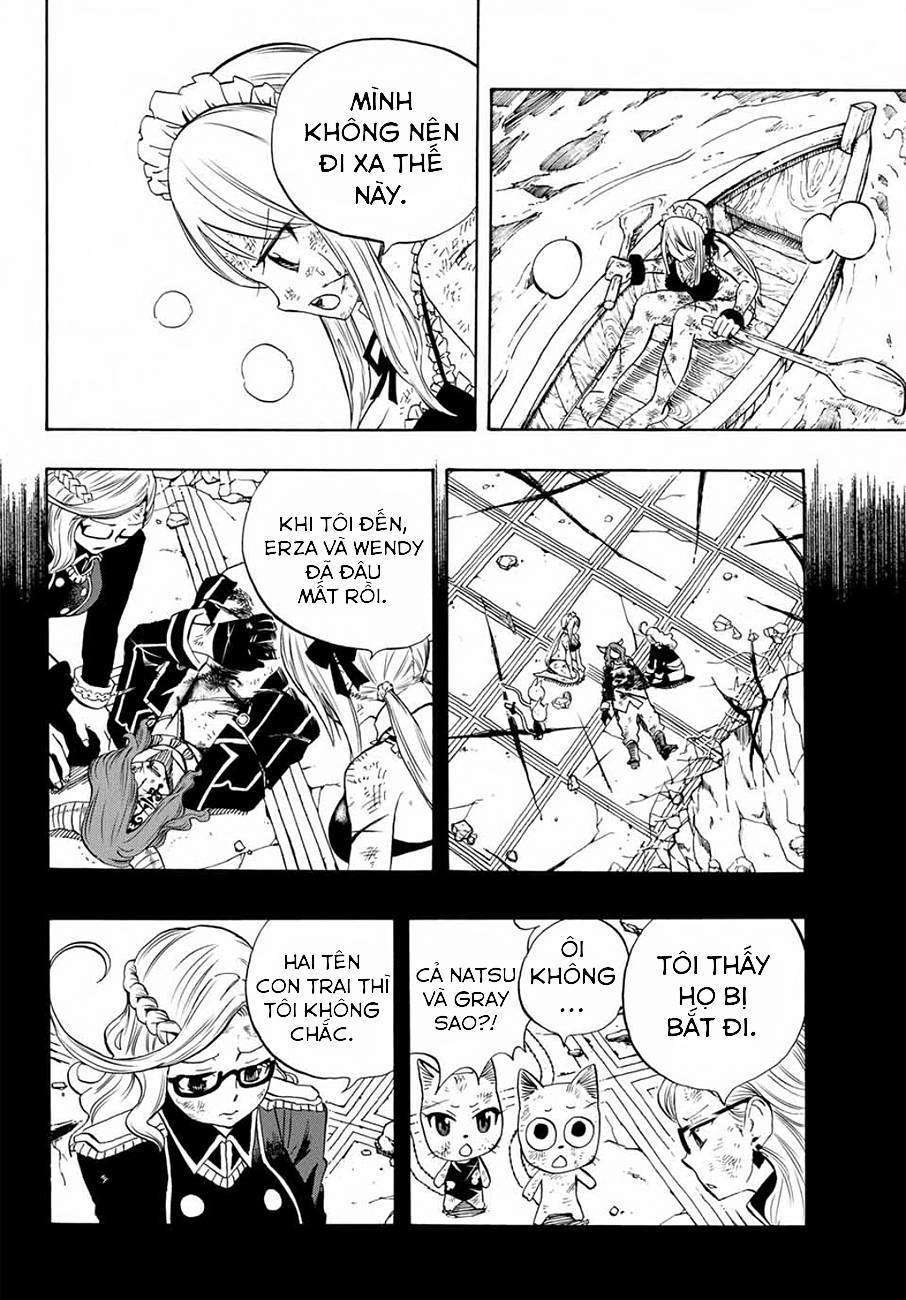 MÌNH
KHÔNG NÊN
ĐI XA THẾ
NÀY.
KHI TÔI ĐẾN,
ERZA VÀ WENDY
ĐÃ ĐÂU
MẤT RỒI.
TÔI THẤY
HỌ BỊ
BẮT ĐI.
ÔI
KHÔNG
...
CẢ NATSU
VÀ GRAY
SAO?!
HAI TÊN
CON TRAI THÌ
TÔI KHÔNG
CHẮC.